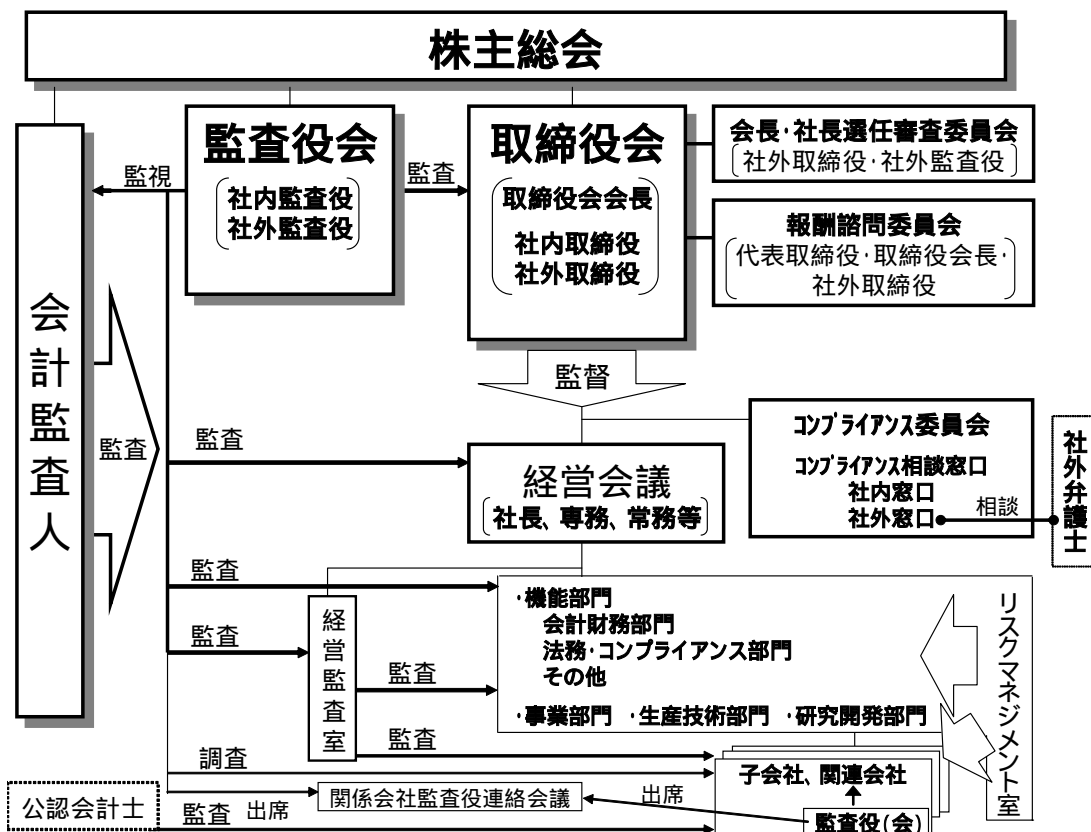 株主総会
監査役会
社内監査役
社外監査役
監査
取締役会
取締役会会長
社内取締役
社外取締役
会長・社長選任審査委員会
社外取締役・社外監査役
報酬諮問委員会
代表取締役・取締役会長・
社外取締役
監視
会計監査人
監査
監督
監査
経営会議
社長、専務、常務等
コンプライアンス委員会
コンプライアンス相談窓口
社内窓口
社外窓口
相談
社外弁護士
監査
監査
経営監査室
監査
監査
・機能部門
会計財務部門
法務・コンプライアンス部門
その他
・事業部門 ・生産技術部門 ・研究開発部門
リスクマネジメント室
調査
子会社、関連会社
監査役(会)
公認会計士
監査
出席
関係会社監査役連絡会議
出席